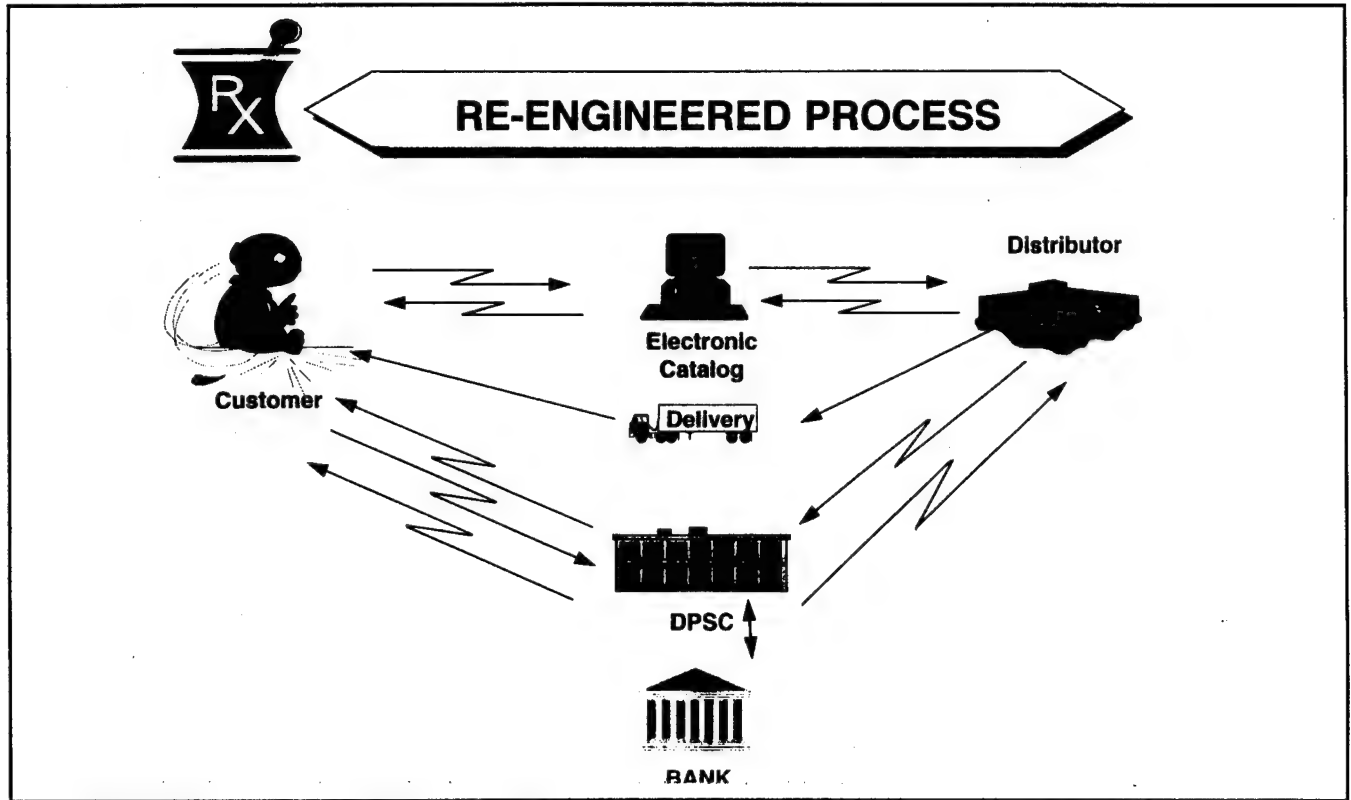 RX
RE-ENGINEERED PROCESS
Distributor
Electronic
Catalog
Customer
Delivery
DPSC
BANK